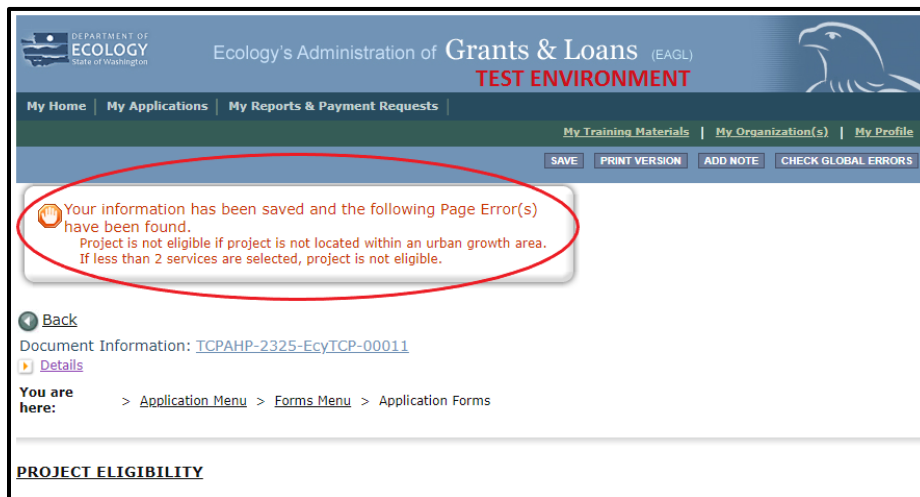 DEPARTMENT OF
ECOLOGY
State of Washington
Ecology's Administration of Grants & Loans (EAGL)
TEST ENVIRONMENT
My Home | My Applications | My Reports & Payment Requests |
My Training Materials | My Organization(s) | My Profile
SAVE PRINT VERSION ADD NOTE CHECK GLOBAL ERRORS
Your information has been saved and the following Page Error(s)
have been found.
Project is not eligible if project is not located within an urban growth area.
If less than 2 services are selected, project is not eligible.
Back
Document Information: TCPAHP-2325-EcyTCP-00011
Details
You are
here: > Application Menu > Forms Menu > Application Forms
PROJECT ELIGIBILITY